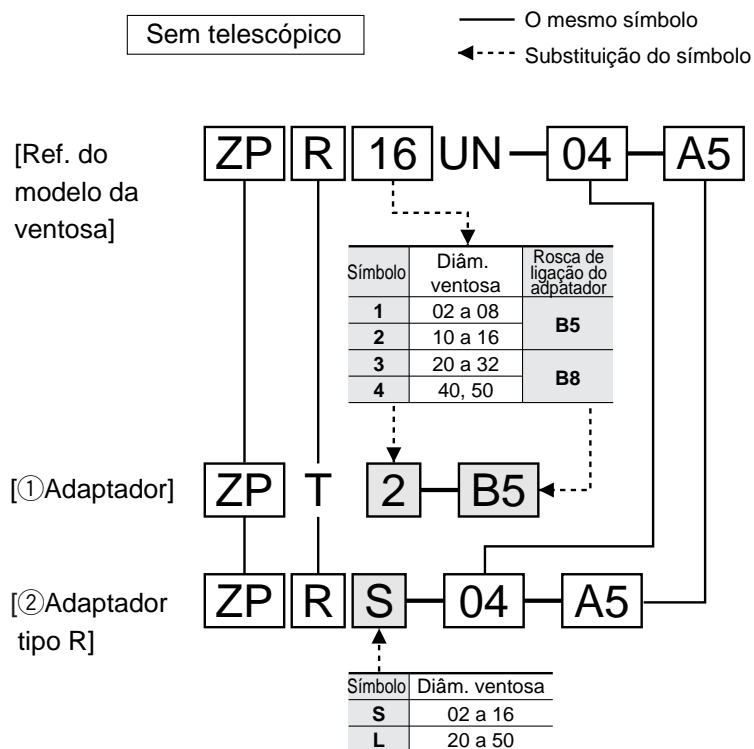 Sem telescópico
O mesmo símbolo
Substituição do símbolo
[Ref. do modelo da ventosa]
ZP R 16 UN 04 A5
Símbolo Diâm. ventosa Rosca de ligação do adpatador
1 02 a 08 B5
2 10 a 16
3 20 a 32 B8
4 40, 50
[①Adaptador] ZP T 2 B5
[②Adaptador tipo R] ZP R S 04 A5
Símbolo Diâm. ventosa
S 02 a 16
L 20 a 50